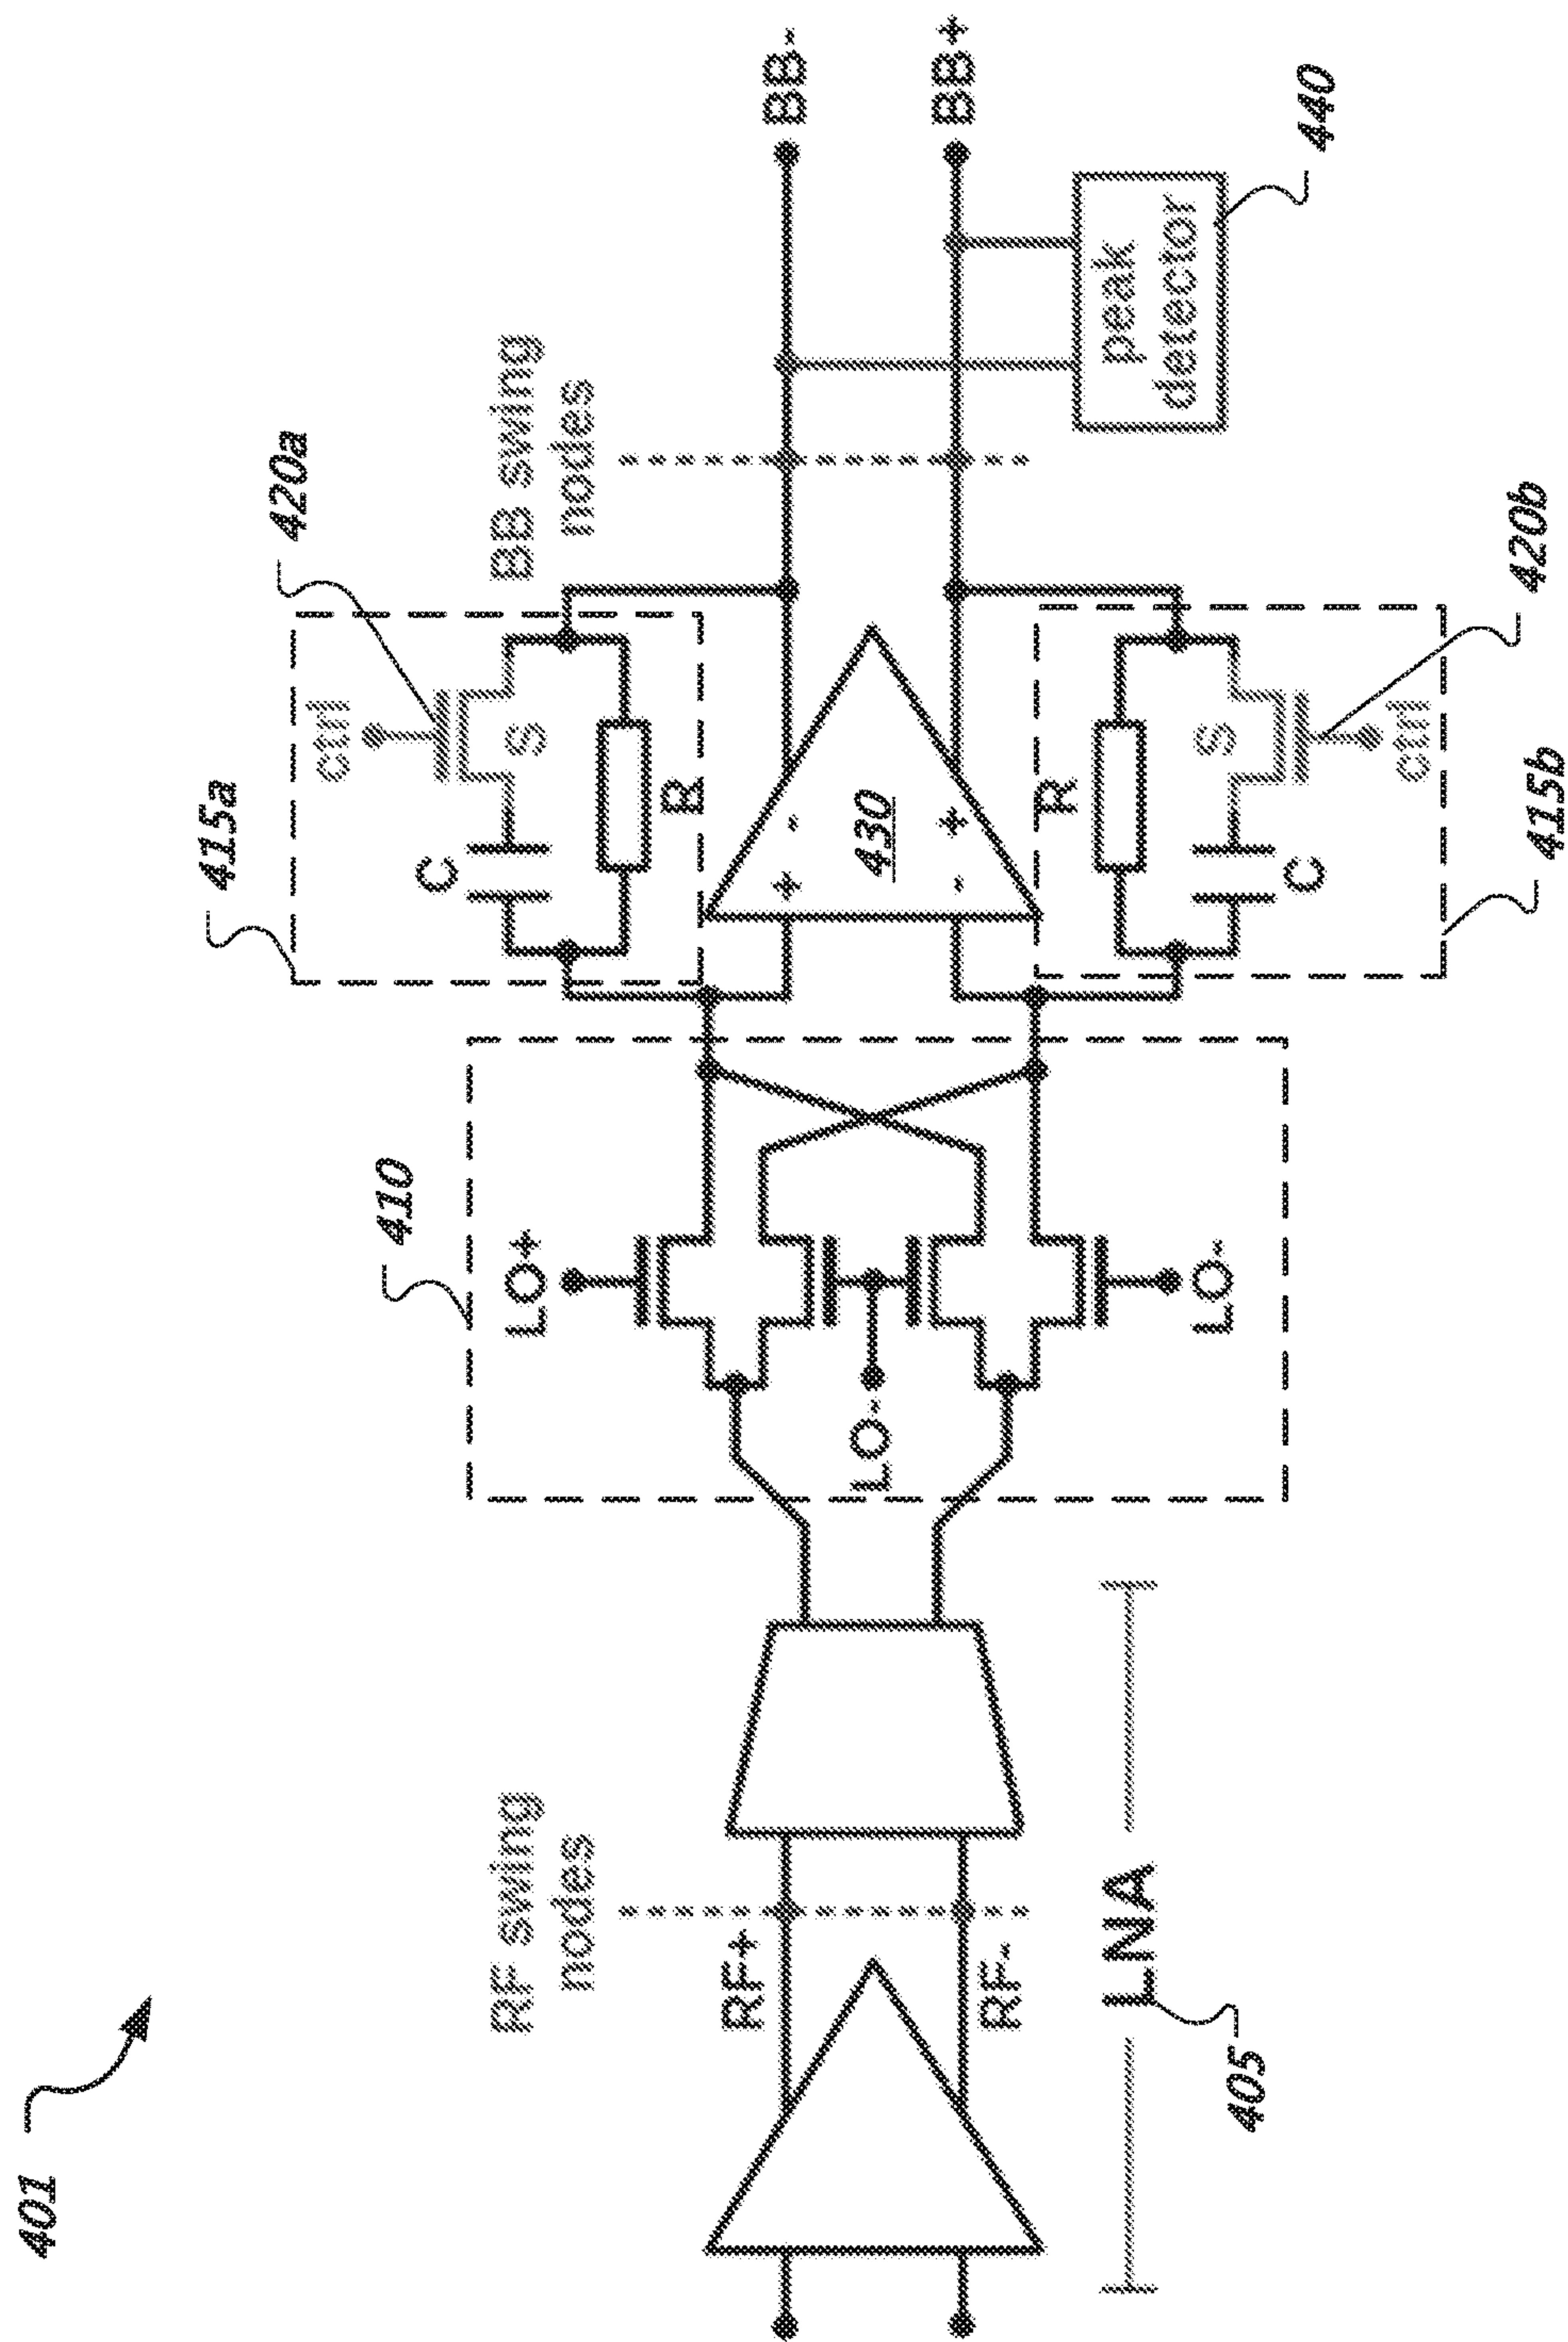 401
RF swing
nodes
RF+
RF-
LNA
405
410
LO+
LO-
LO-
415a
420a
ctrl
C
S
R
+
-
430
-
+
R
S
C
ctrl
415b
420b
BB swing
nodes
BB-
BB+
peak
detector
440